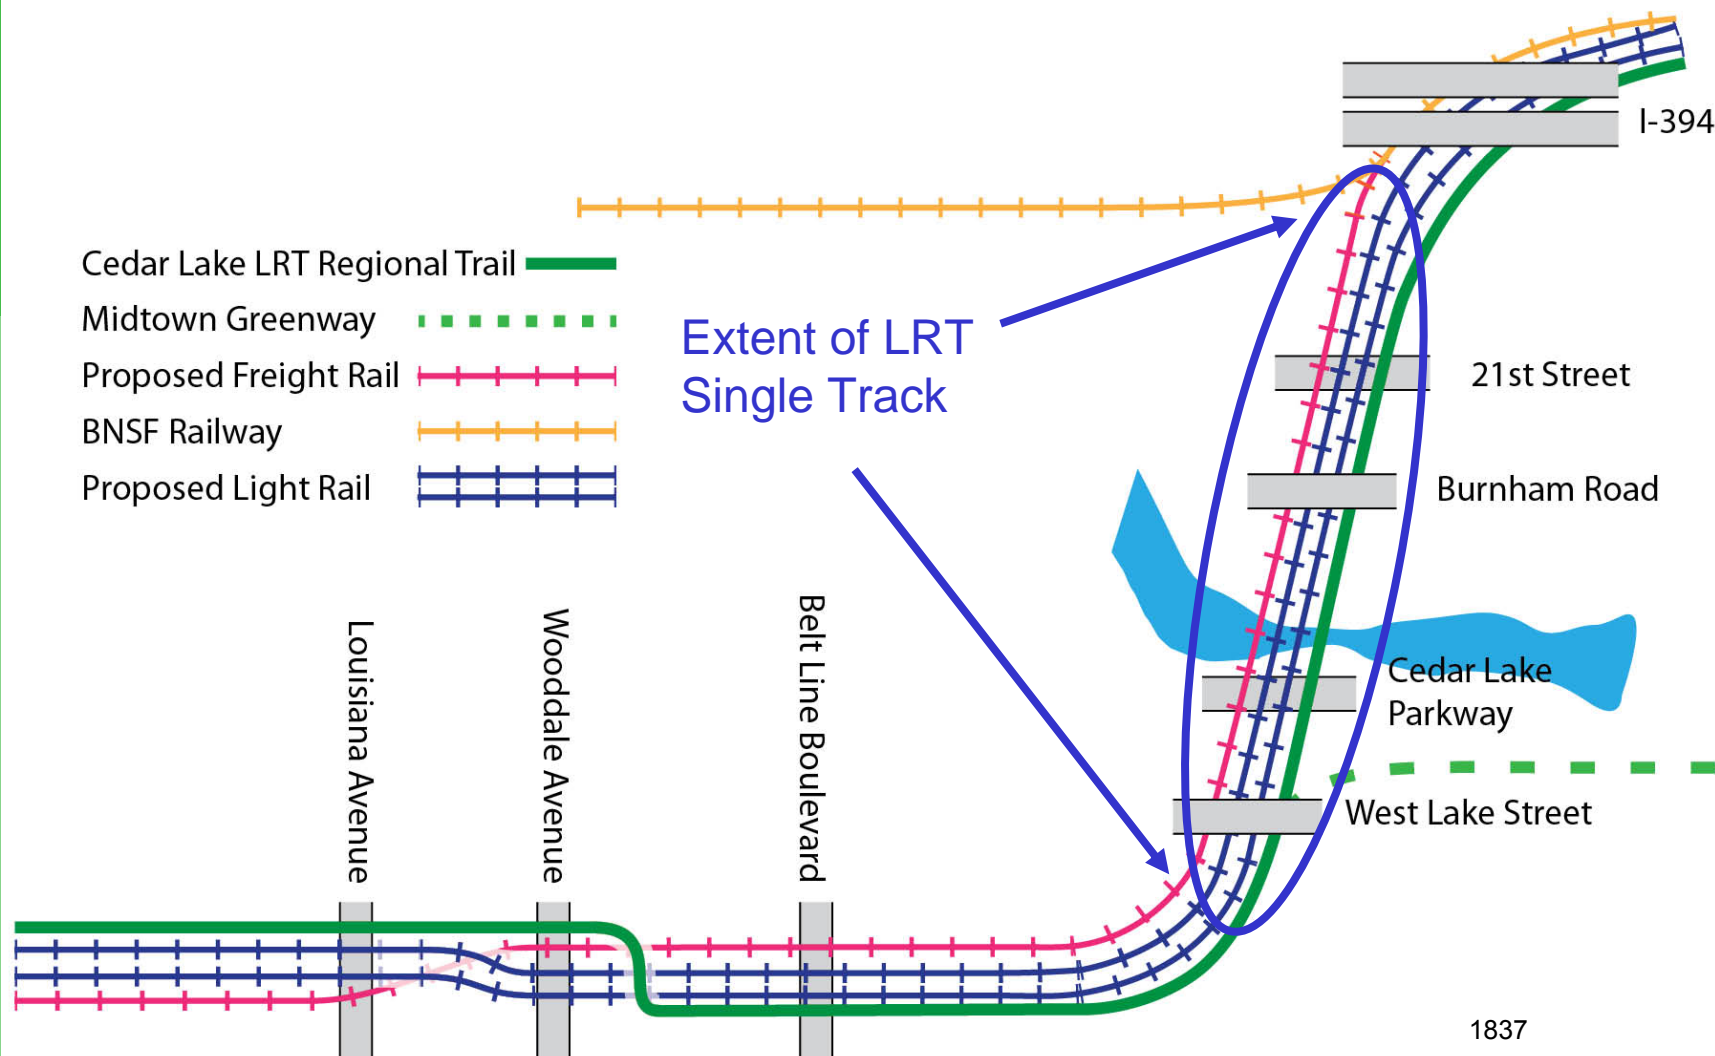 I-394
Cedar Lake LRT Regional Trail
Midtown Greenway
Proposed Freight Rail
BNSF Railway
Proposed Light Rail
Extent of LRT
Single Track
21st Street
Burnham Road
Cedar Lake
Parkway
West Lake Street
Louisiana Avenue
Wooddale Avenue
Belt Line Boulevard
1837